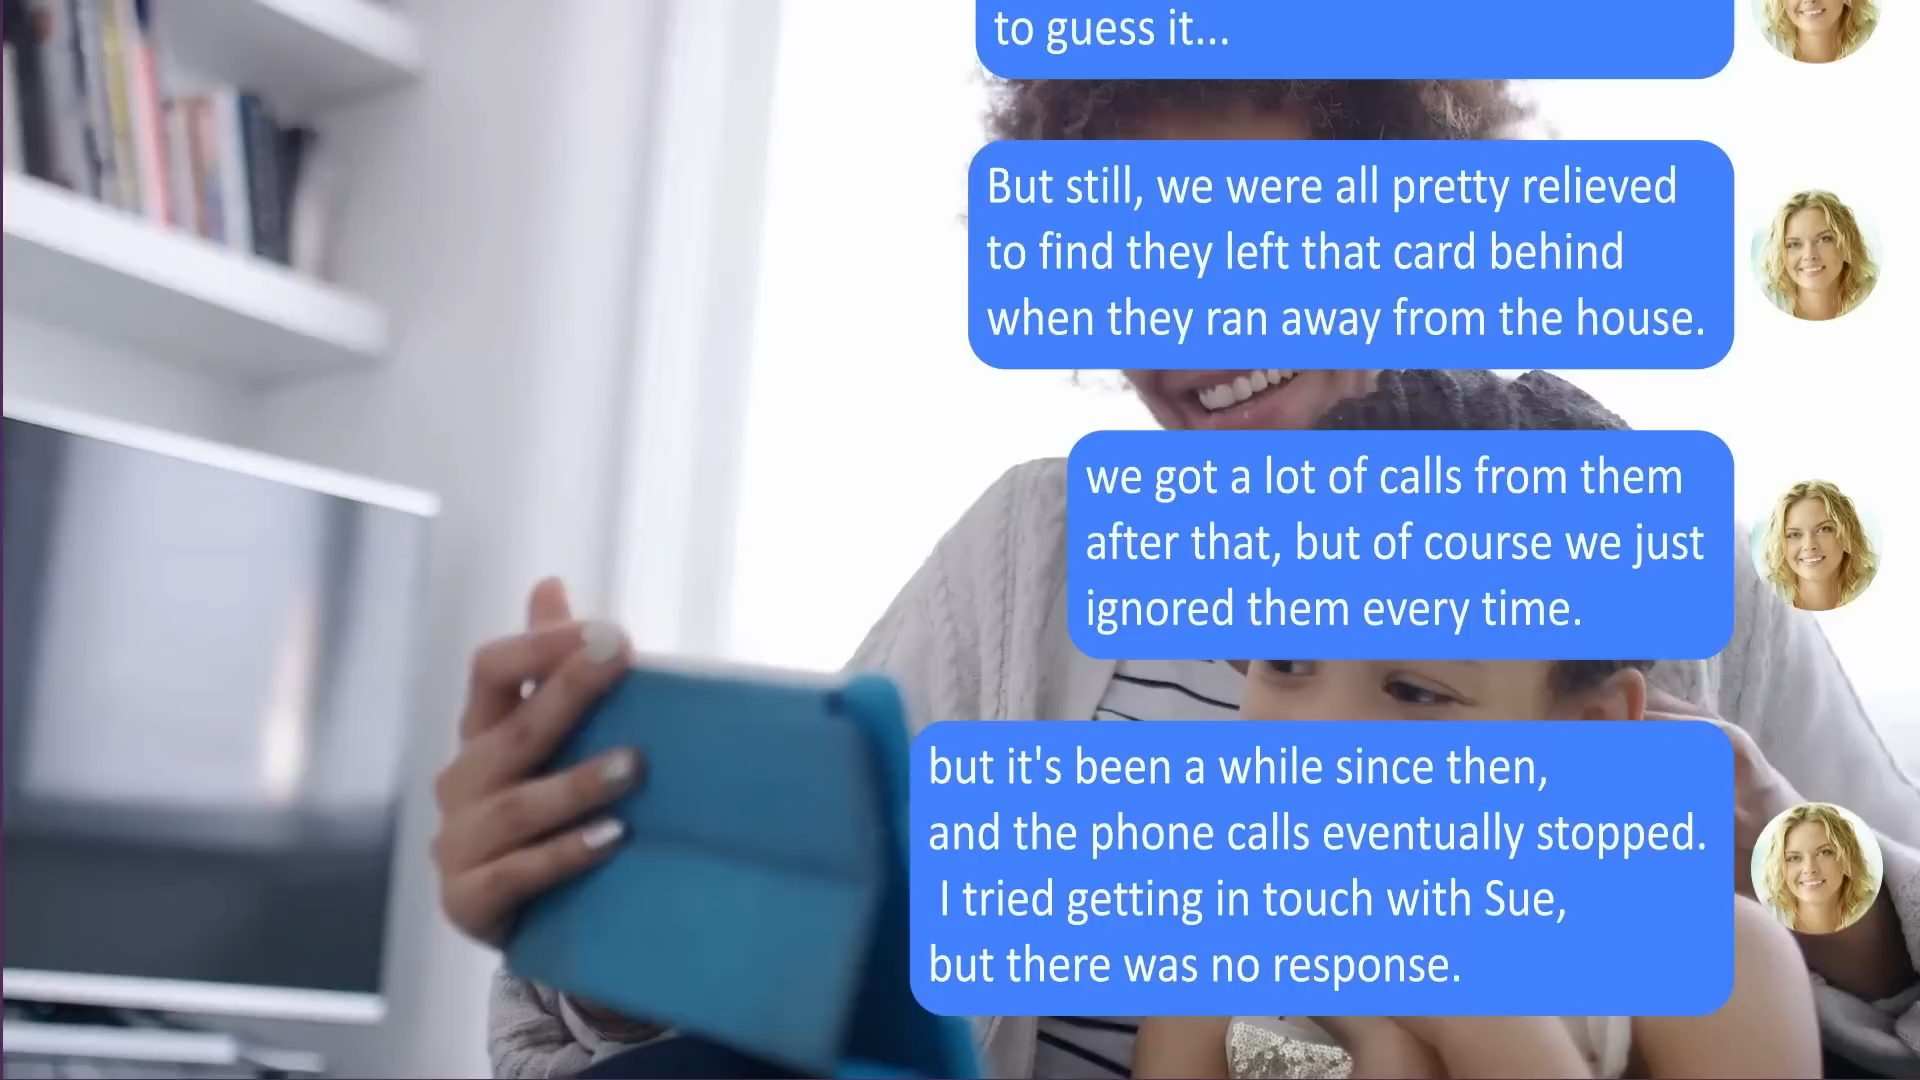 to guess it...
But still, we were all pretty relieved
to find they left that card behind
when they ran away from the house.
we got a lot of calls from them
after that, but of course we just
ignored them every time.
but it's been a while since then,
and the phone calls eventually stopped.
I tried getting in touch with Sue,
but there was no response.